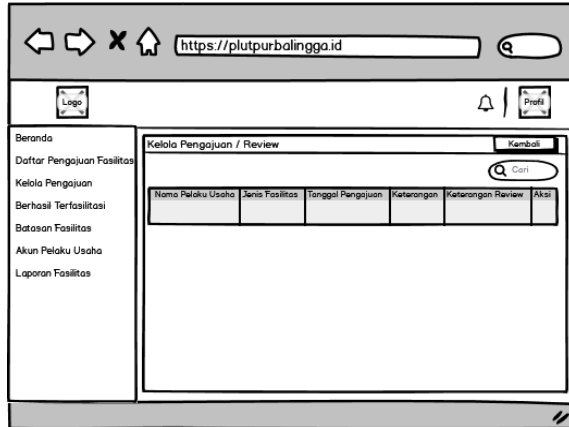 https://plutpurbalingga.id
Logo
Profil
Beranda
Daftar Pengajuan Fasilitas
Kelola Pengajuan
Berhasil Terfasilitasi
Batasan Fasilitas
Akun Pelaku Usaha
Laporan Fasilitas
Kelola Pengajuan / Review
Kembali
Cari
Nama Pelaku Usaha Jenis Fasilitas Tanggal Pengajuan Keterangan Keterangan Review Aksi